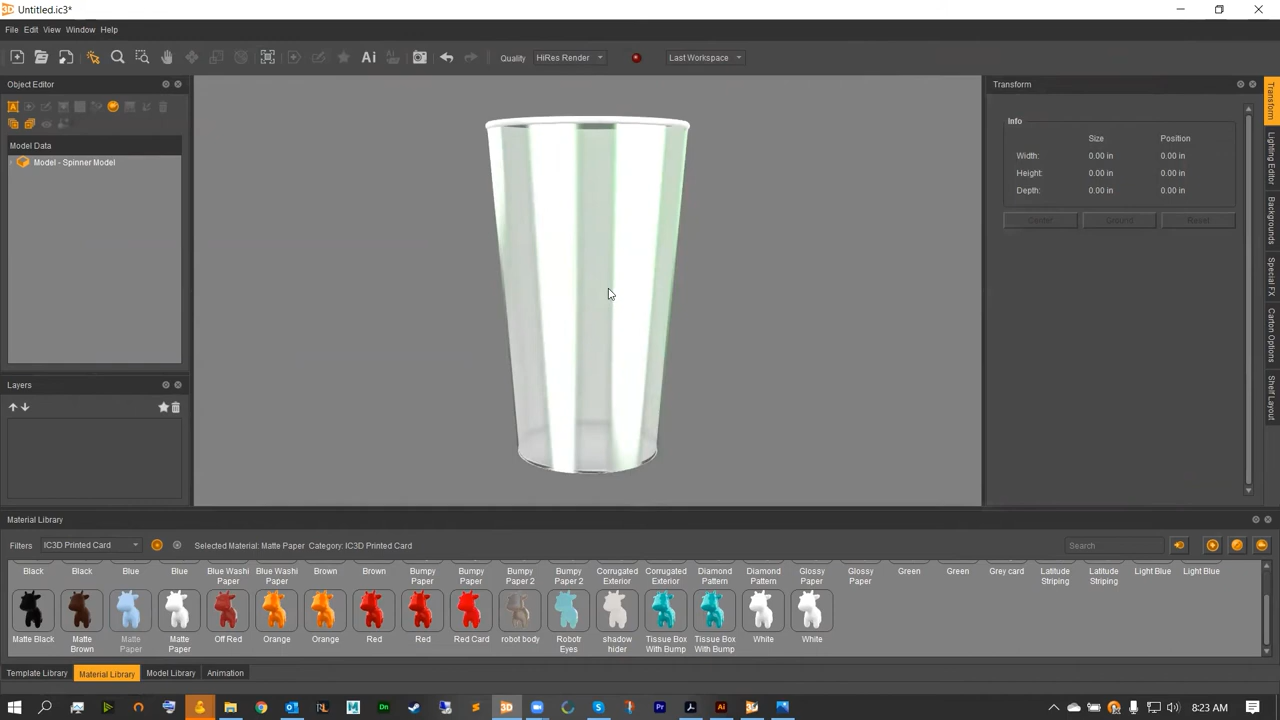 Untitled.ic3*
File Edit View Window Help
Ai Quality HiRes Render Last Workspace
Object Editor
Model Data
Model - Spinner Model
Layers
Transform
Info
Size Position
Width: 0.00 in 0.00 in
Height: 0.00 in 0.00 in
Depth: 0.00 in 0.00 in
Center Ground Reset
Transform
Lighting Editor
Backgrounds
Special FX
Carton Options
Shelf Layout
Material Library
Filters IC3D Printed Card Selected Material: Matte Paper Category: IC3D Printed Card Search
Black Black Blue Blue Blue Washi Paper Blue Washi Paper Brown Brown Bumpy Paper Bumpy Paper Bumpy Paper 2 Bumpy Paper 2 Corrugated Exterior Corrugated Exterior Diamond Pattern Diamond Pattern Glossy Paper Glossy Paper Green Green Grey card Latitude Striping Latitude Striping Light Blue Light Blue
Matte Black Matte Brown Matte Paper Matte Paper Off Red Orange Orange Red Red Red Card robot body Robotr Eyes shadow hider Tissue Box With Bump Tissue Box With Bump White White
Template Library Material Library Model Library Animation
8:23 AM